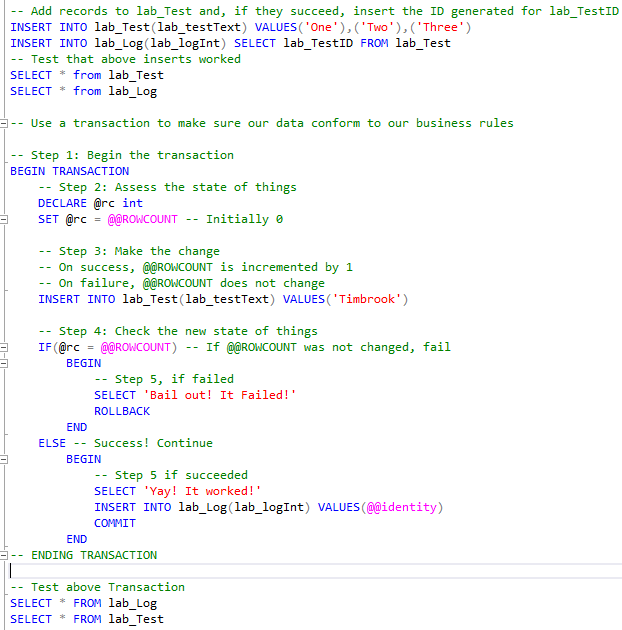 -- Add records to lab_Test and, if they succeed, insert the ID generated for lab_TestID
INSERT INTO lab_Test(lab_testText) VALUES('One'),('Two'),('Three')
INSERT INTO lab_Log(lab_logInt) SELECT lab_TestID FROM lab_Test
-- Test that above inserts worked
SELECT * from lab_Test
SELECT * from lab_Log
-- Use a transaction to make sure our data conform to our business rules
-- Step 1: Begin the transaction
BEGIN TRANSACTION
-- Step 2: Assess the state of things
DECLARE @rc int
SET @rc = @@ROWCOUNT -- Initially 0
-- Step 3: Make the change
-- On success, @@ROWCOUNT is incremented by 1
-- On failure, @@ROWCOUNT does not change
INSERT INTO lab_Test(lab_testText) VALUES('Timbrook')
-- Step 4: Check the new state of things
IF(@rc = @@ROWCOUNT) -- If @@ROWCOUNT was not changed, fail
BEGIN
-- Step 5, if failed
SELECT 'Bail out! It Failed!'
ROLLBACK
END
ELSE -- Success! Continue
BEGIN
-- Step 5 if succeeded
SELECT 'Yay! It worked!'
INSERT INTO lab_Log(lab_logInt) VALUES(@@identity)
COMMIT
END
-- ENDING TRANSACTION
-- Test above Transaction
SELECT * FROM lab_Log
SELECT * FROM lab_Test